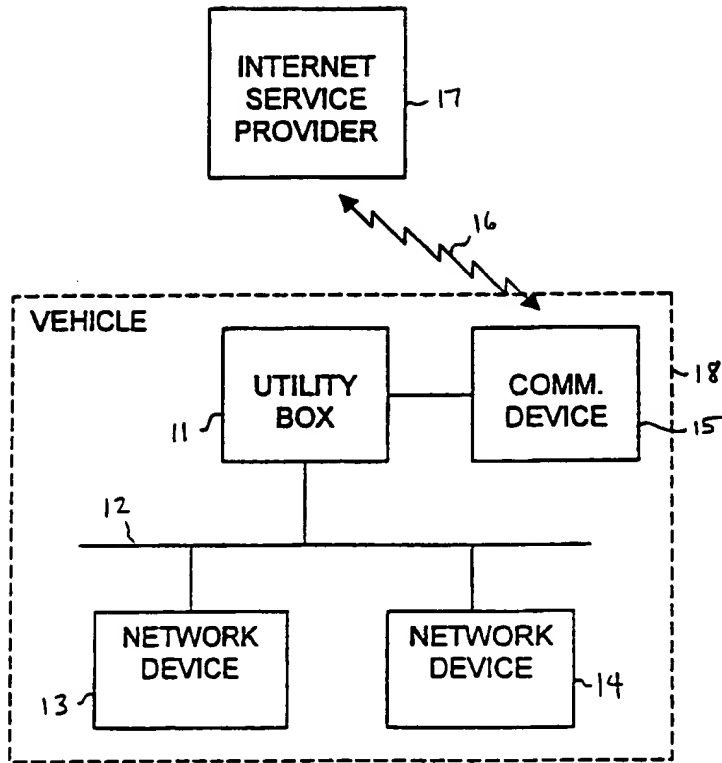 INTERNET
SERVICE
PROVIDER
17
16
VEHICLE
18
UTILITY
BOX
11
COMM.
DEVICE
15
12
NETWORK
DEVICE
13
NETWORK
DEVICE
14